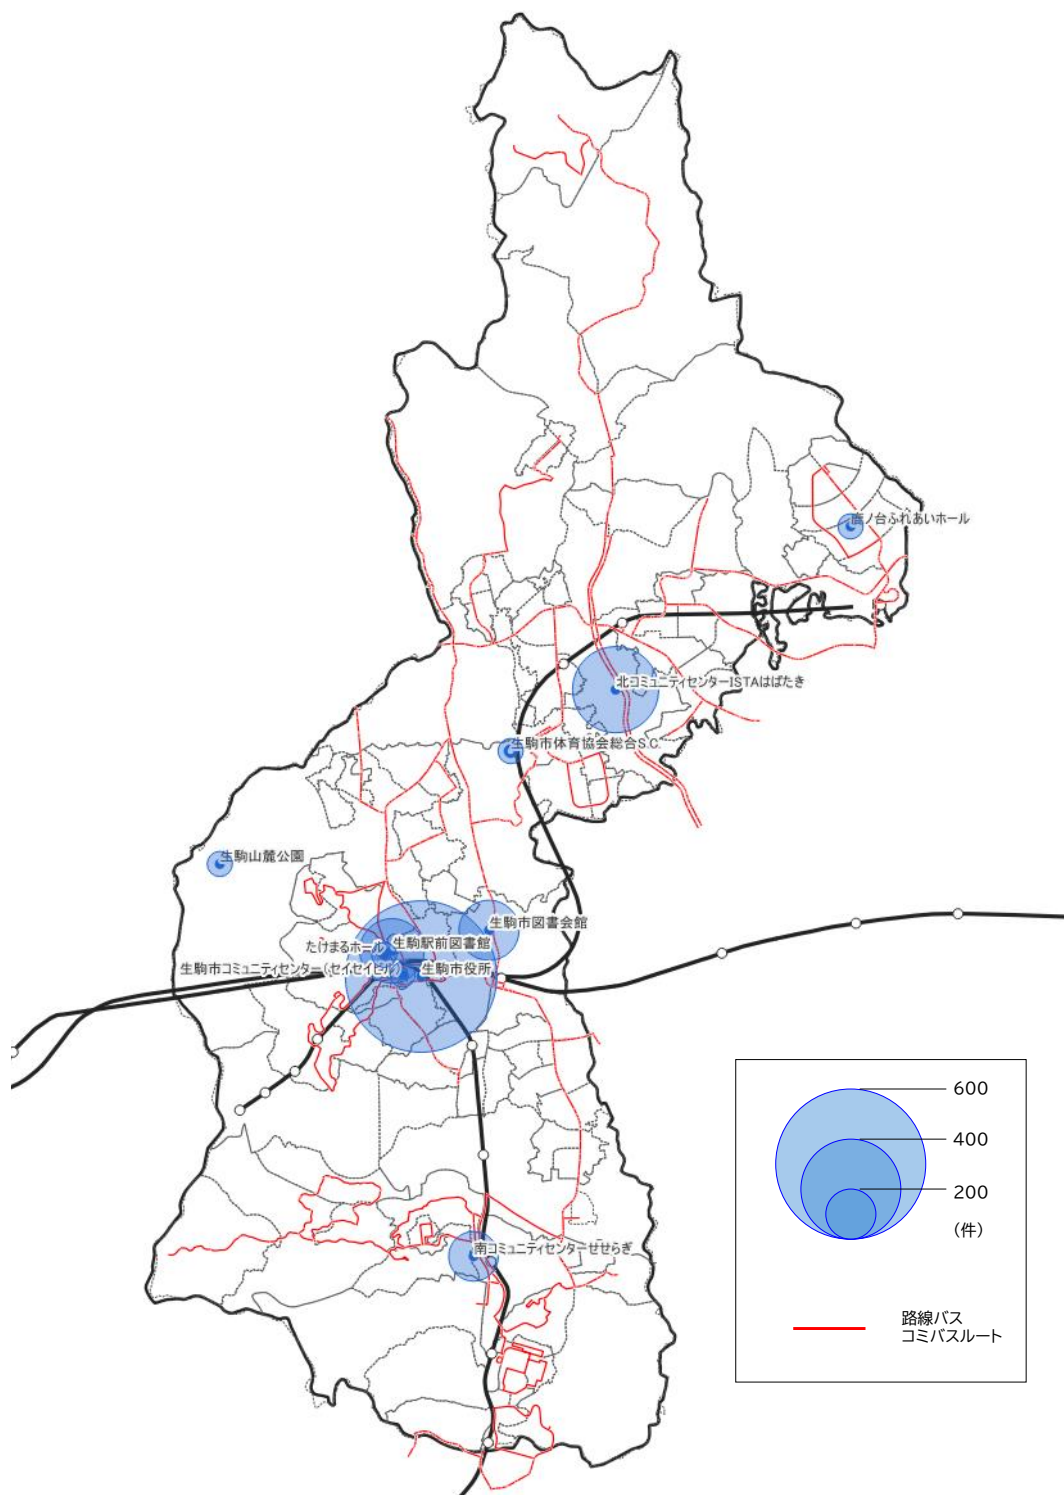 鹿ノ台ふれあいホール
北コミュニティセンターISTAはばたき
生駒市体育協会総合S.C.
生駒山麓公園
生駒市図書会館
たけまるホール
生駒駅前図書館
生駒市コミュニティセンター(セイセイビル)
生駒市役所
南コミュニティセンターせせらぎ
600
400
200
(件)
路線バス
コミバスルート